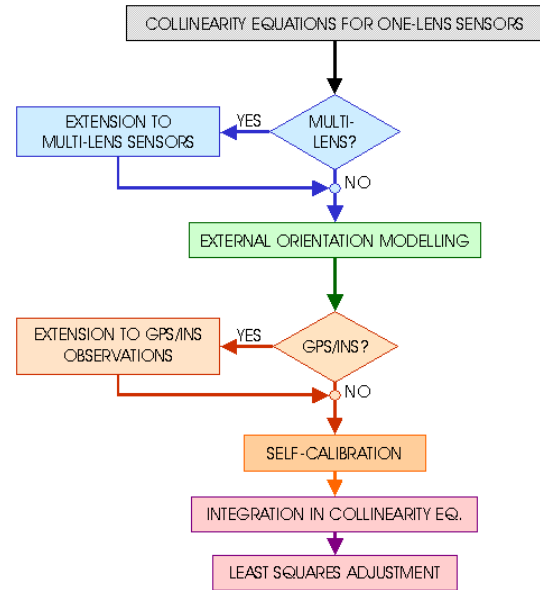 COLLINEARITY EQUATIONS FOR ONE-LENS SENSORS
EXTENSION TO
MULTI-LENS SENSORS
YES
MULTI-
LENS?
NO
EXTERNAL ORIENTATION MODELLING
EXTENSION TO GPS/INS
OBSERVATIONS
YES
GPS/INS?
NO
SELF-CALIBRATION
INTEGRATION IN COLLINEARITY EQ.
LEAST SQUARES ADJUSTMENT